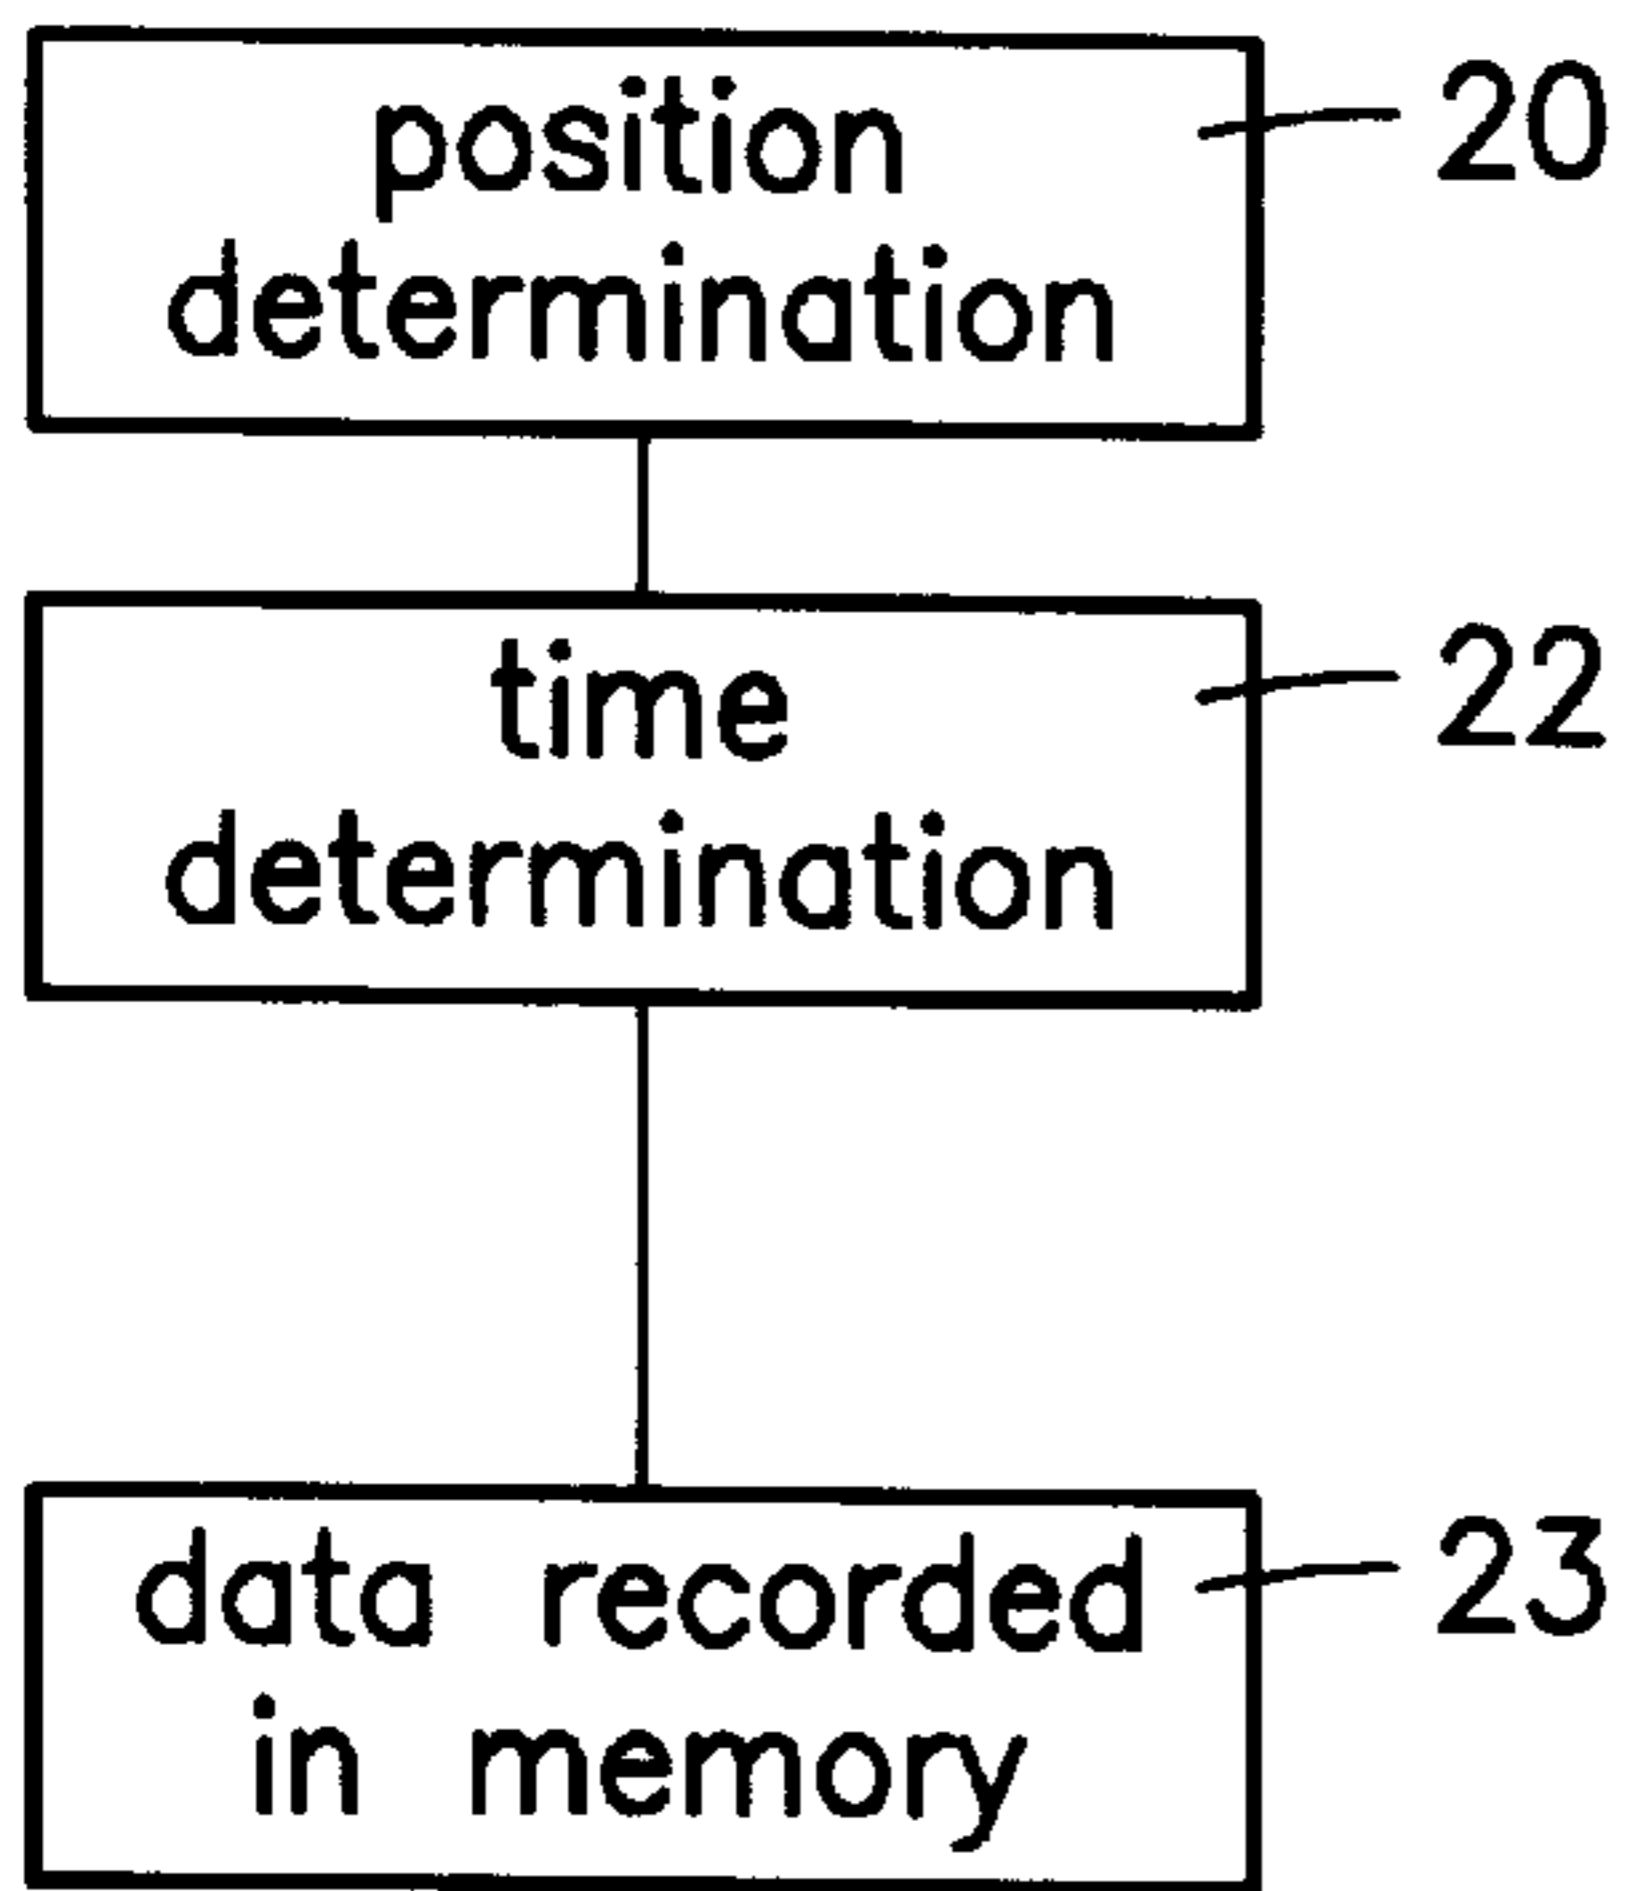 position 20
determination
time 22
determination
data recorded 23
in memory